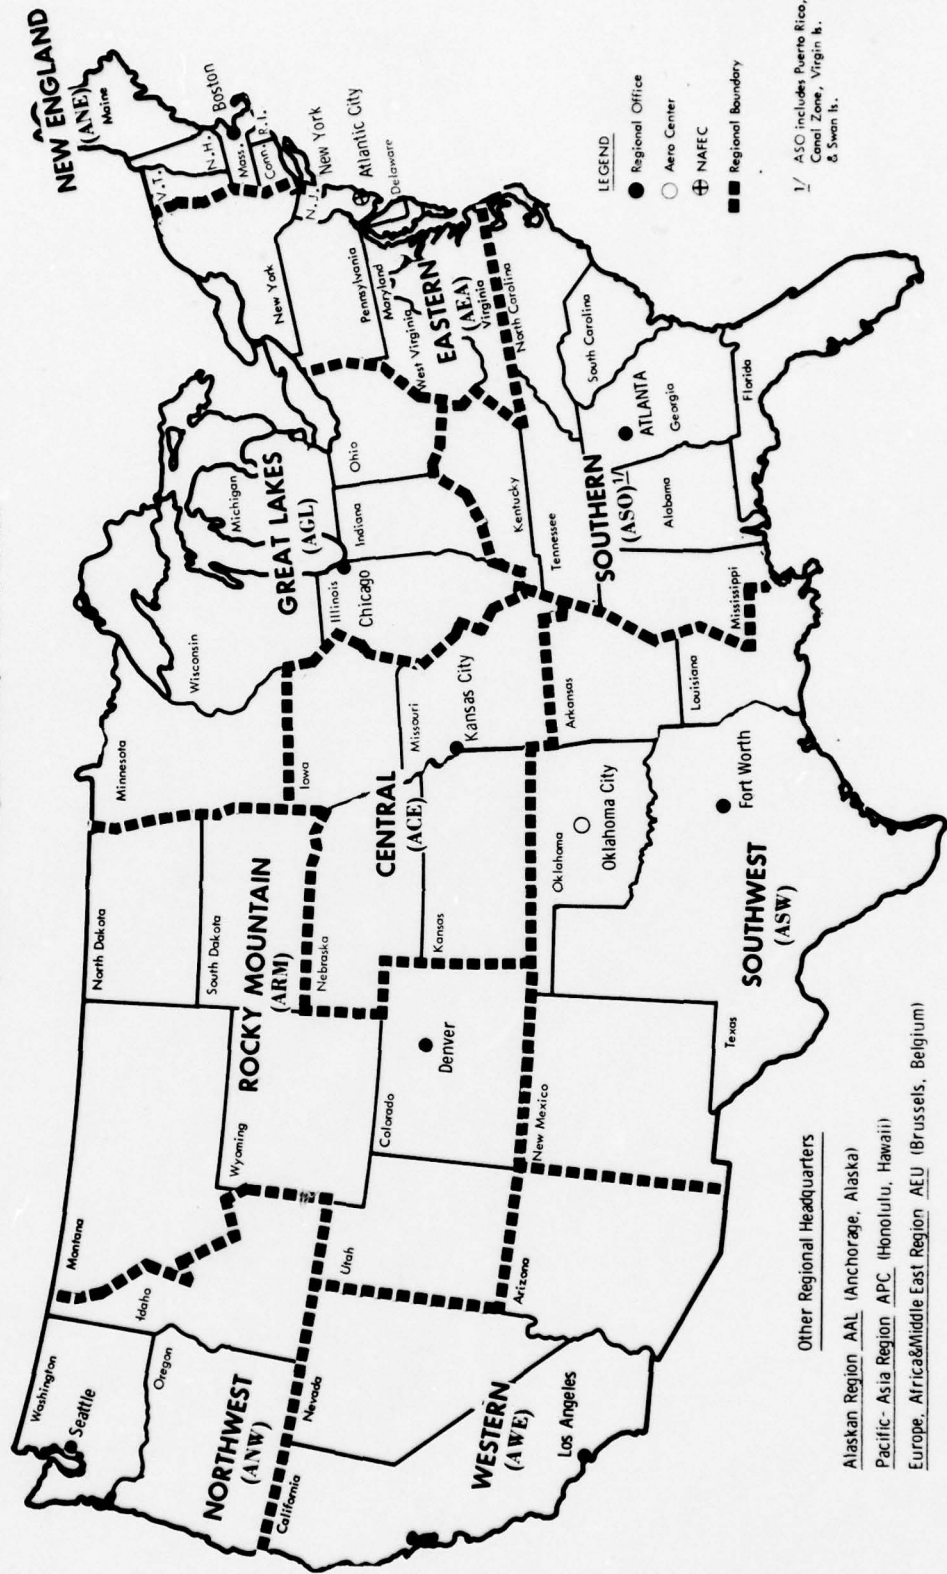 NEW ENGLAND
(ANE)
Maine
V.T.
N.H.
Boston
Mass.
Conn.
R.I.
New York
N.J.
Atlantic City
Delaware
New York
Pennsylvania
Maryland
West Virginia
EASTERN
(AEA)
Virginia
North Carolina
South Carolina
ATLANTA
Georgia
Florida
SOUTHERN
(ASO)1/
Alabama
Mississippi
Tennessee
Kentucky
Ohio
Indiana
Michigan
GREAT LAKES
(AGL)
Illinois
Chicago
Wisconsin
Minnesota
Iowa
Missouri
Kansas City
CENTRAL
(ACE)
Nebraska
Kansas
Arkansas
Louisiana
Oklahoma
Oklahoma City
Fort Worth
SOUTHWEST
(ASW)
Texas
New Mexico
North Dakota
South Dakota
ROCKY MOUNTAIN
(ARM)
Wyoming
Colorado
Denver
Montana
Utah
Idaho
Washington
Seattle
Oregon
NORTHWEST
(ANW)
Nevada
California
WESTERN
(AWE)
Los Angeles
Arizona
LEGEND
Regional Office
Aero Center
NAFEC
Regional Boundary
1/ ASO includes Puerto Rico,
Canal Zone, Virgin Is.
& Swan Is.
Other Regional Headquarters
Alaskan Region AAL (Anchorage, Alaska)
Pacific- Asia Region APC (Honolulu, Hawaii)
Europe, Africa&Middle East Region AEU (Brussels, Belgium)